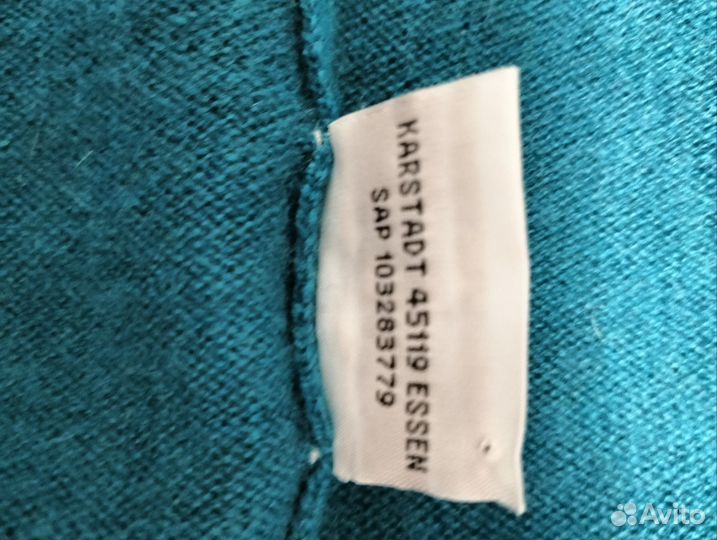 KARSTADT 45119 ESSEN
SAP 103283779
Avito